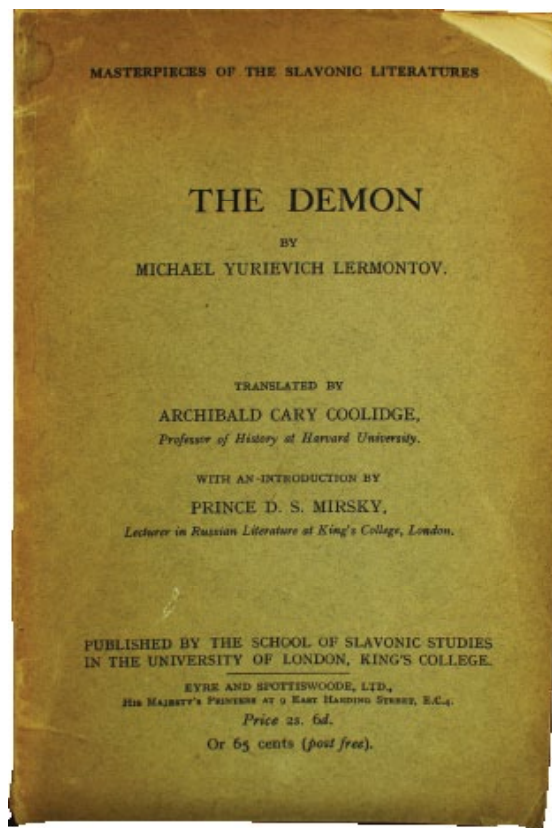 MASTERPIECES OF THE SLAVONIC LITERATURES
THE DEMON
BY
MICHAEL YURIEVICH LERMONTOV.
TRANSLATED BY
ARCHIBALD CARY COOLIDGE,
Professor of History at Harvard University.
WITH AN INTRODUCTION BY
PRINCE D. S. MIRSKY,
Lecturer in Russian Literature at King's College, London.
PUBLISHED BY THE SCHOOL OF SLAVONIC STUDIES
IN THE UNIVERSITY OF LONDON, KING'S COLLEGE.
EYRE AND SPOTTISWOODE, LTD.,
HIS MAJESTY'S PRINTERS AT 9 EAST HARDING STREET, E.C.4.
Price 2s. 6d.
Or 65 cents (post free).